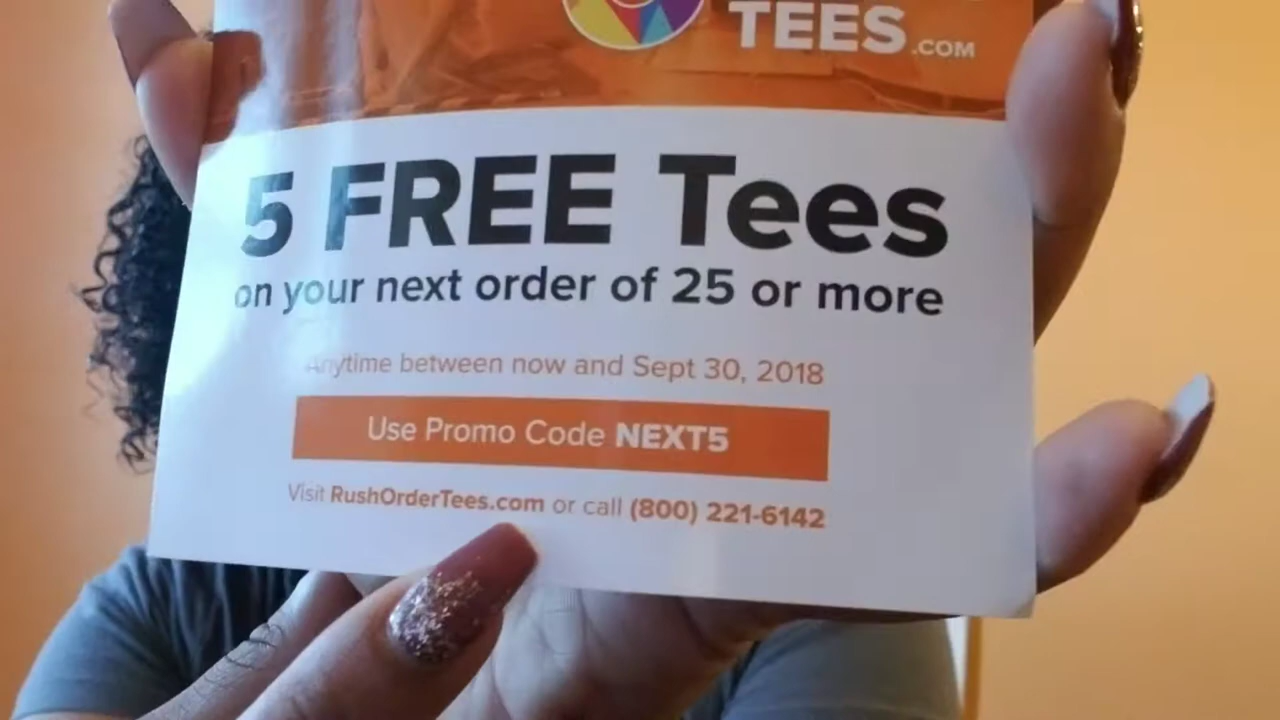 TEES.COM
5 FREE Tees
on your next order of 25 or more
Anytime between now and Sept 30, 2018
Use Promo Code NEXT5
Visit RushOrderTees.com or call (800) 221-6142